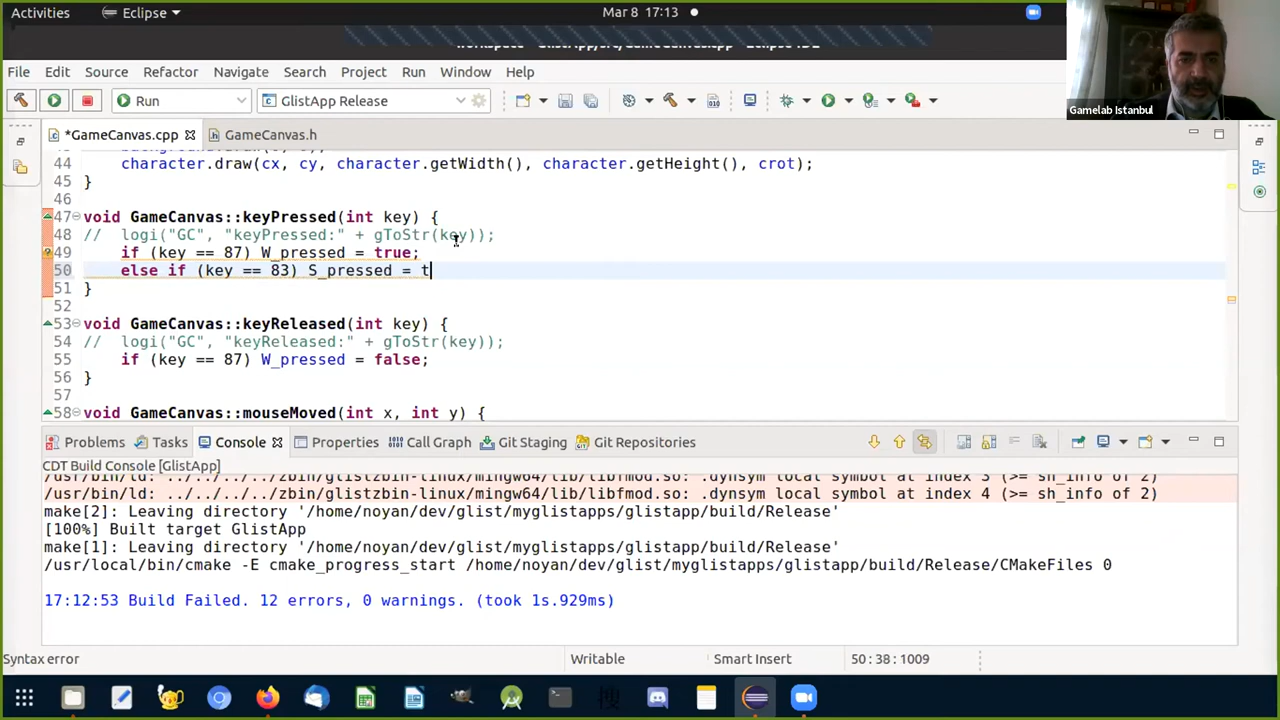 Activities Eclipse Mar 8 17:13
File Edit Source Refactor Navigate Search Project Run Window Help
Gamelab Istanbul
Run GlistApp Release
*GameCanvas.cpp GameCanvas.h
44 character.draw(cx, cy, character.getWidth(), character.getHeight(), crot);
45 }
46
47 void GameCanvas::keyPressed(int key) {
48 // logi("GC", "keyPressed:" + gToStr(key));
49 if (key == 87) W_pressed = true;
50 else if (key == 83) S_pressed = t
51 }
52
53 void GameCanvas::keyReleased(int key) {
54 // logi("GC", "keyReleased:" + gToStr(key));
55 if (key == 87) W_pressed = false;
56 }
57
58 void GameCanvas::mouseMoved(int x, int y) {
Problems Tasks Console Properties Call Graph Git Staging Git Repositories
CDT Build Console [GlistApp]
/usr/bin/ld: ../../../../zbin/glistzbin-linux/mingw64/lib/libfmod.so: .dynsym local symbol at index 3 (>= sh_info of 2)
/usr/bin/ld: ../../../../zbin/glistzbin-linux/mingw64/lib/libfmod.so: .dynsym local symbol at index 4 (>= sh_info of 2)
make[2]: Leaving directory '/home/noyan/dev/glist/myglistapps/glistapp/build/Release'
[100%] Built target GlistApp
make[1]: Leaving directory '/home/noyan/dev/glist/myglistapps/glistapp/build/Release'
/usr/local/bin/cmake -E cmake_progress_start /home/noyan/dev/glist/myglistapps/glistapp/build/Release/CMakeFiles 0
17:12:53 Build Failed. 12 errors, 0 warnings. (took 1s.929ms)
Syntax error Writable Smart Insert 50 : 38 : 1009